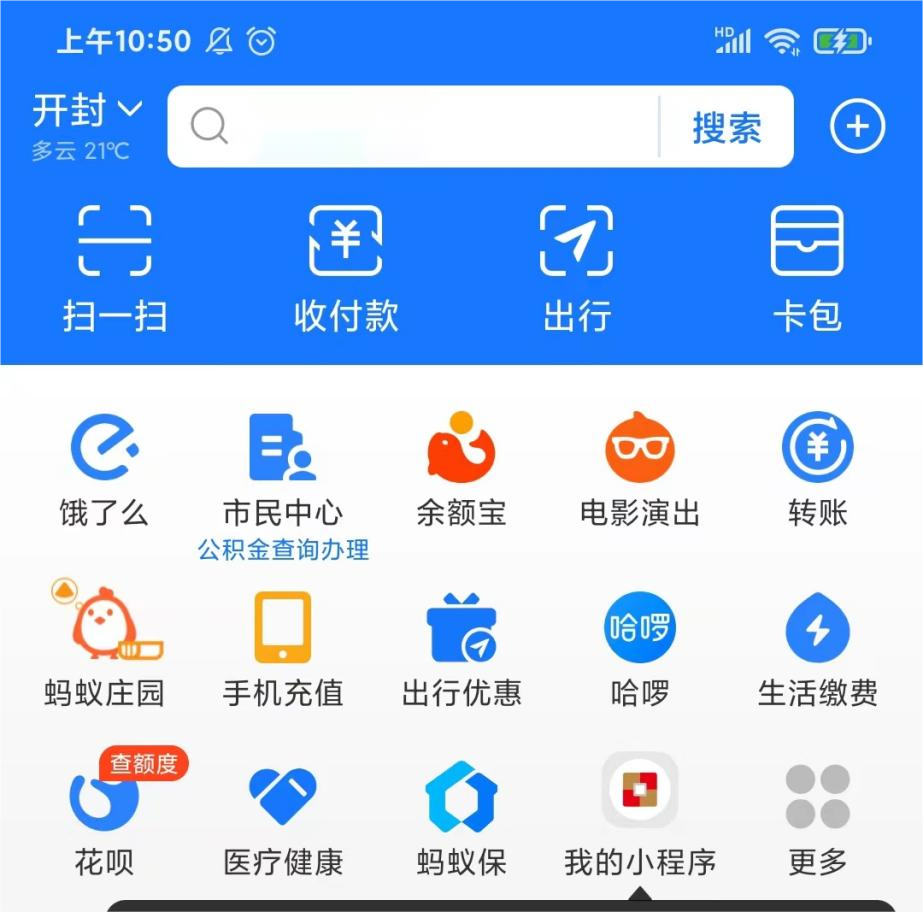 上午10:50 HD
开封
搜索
多云 21℃
扫一扫 收付款 出行 卡包
饿了么 市民中心 余额宝 电影演出 转账
公积金查询办理
哈啰
蚂蚁庄园 手机充值 出行优惠 哈啰 生活缴费
查额度
花呗 医疗健康 蚂蚁保 我的小程序 更多